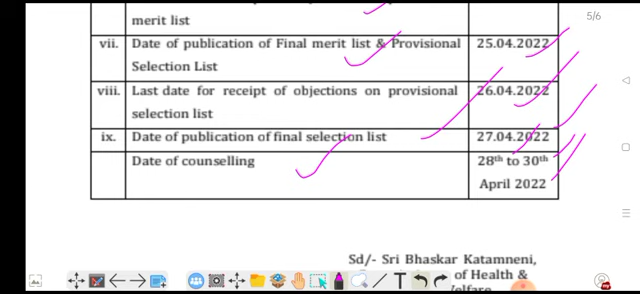 5/6
merit list
vii. Date of publication of Final merit list & Provisional 25.04.2022
Selection List
viii. Last date for receipt of objections on provisional 26.04.2022
selection list
ix. Date of publication of final selection list 27.04.2022
Date of counselling 28th to 30th
April 2022
Sd/- Sri Bhaskar Katamneni,
of Health &